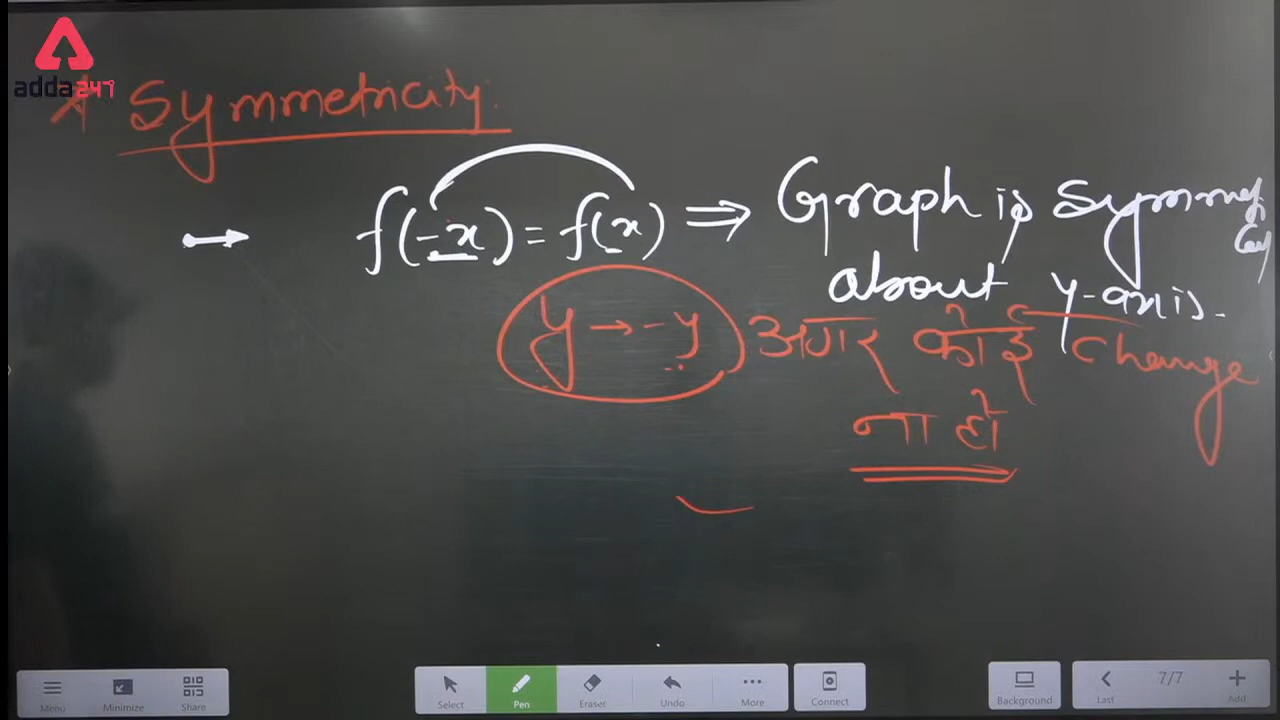 adda247
* Symmetricity.
→ f(-x) = f(x) ⇒ Graph is Symme
about y-axis.
y → -y अगर कोई change
ना हो
Menu Minimize Share Select Pen Eraser Undo More Connect Background Last 7/7 Add